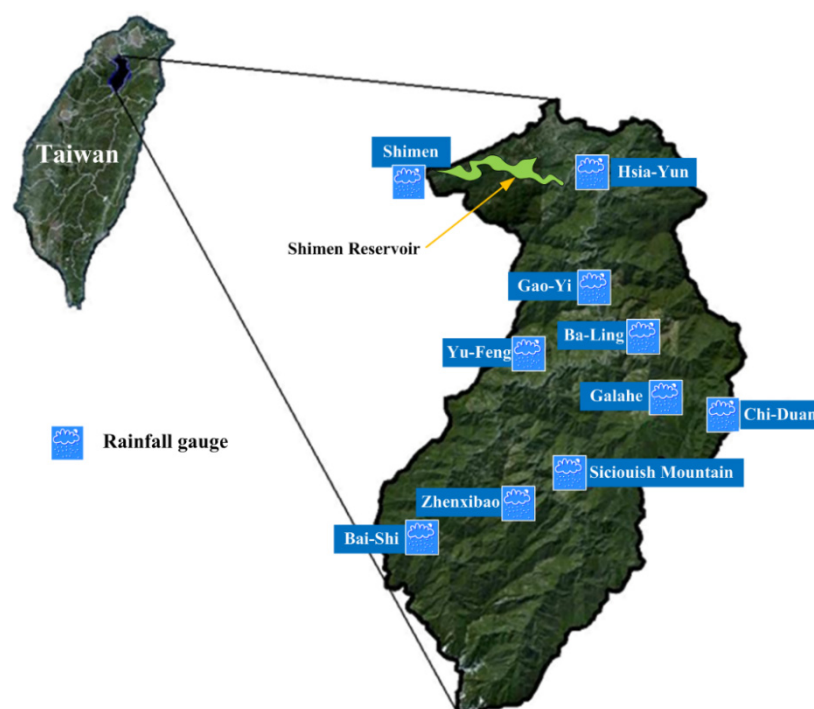 Taiwan
Shimen
Hsia-Yun
Shimen Reservoir
Gao-Yi
Ba-Ling
Yu-Feng
Galahe
Chi-Duan
Rainfall gauge
Siciouish Mountain
Zhenxibao
Bai-Shi